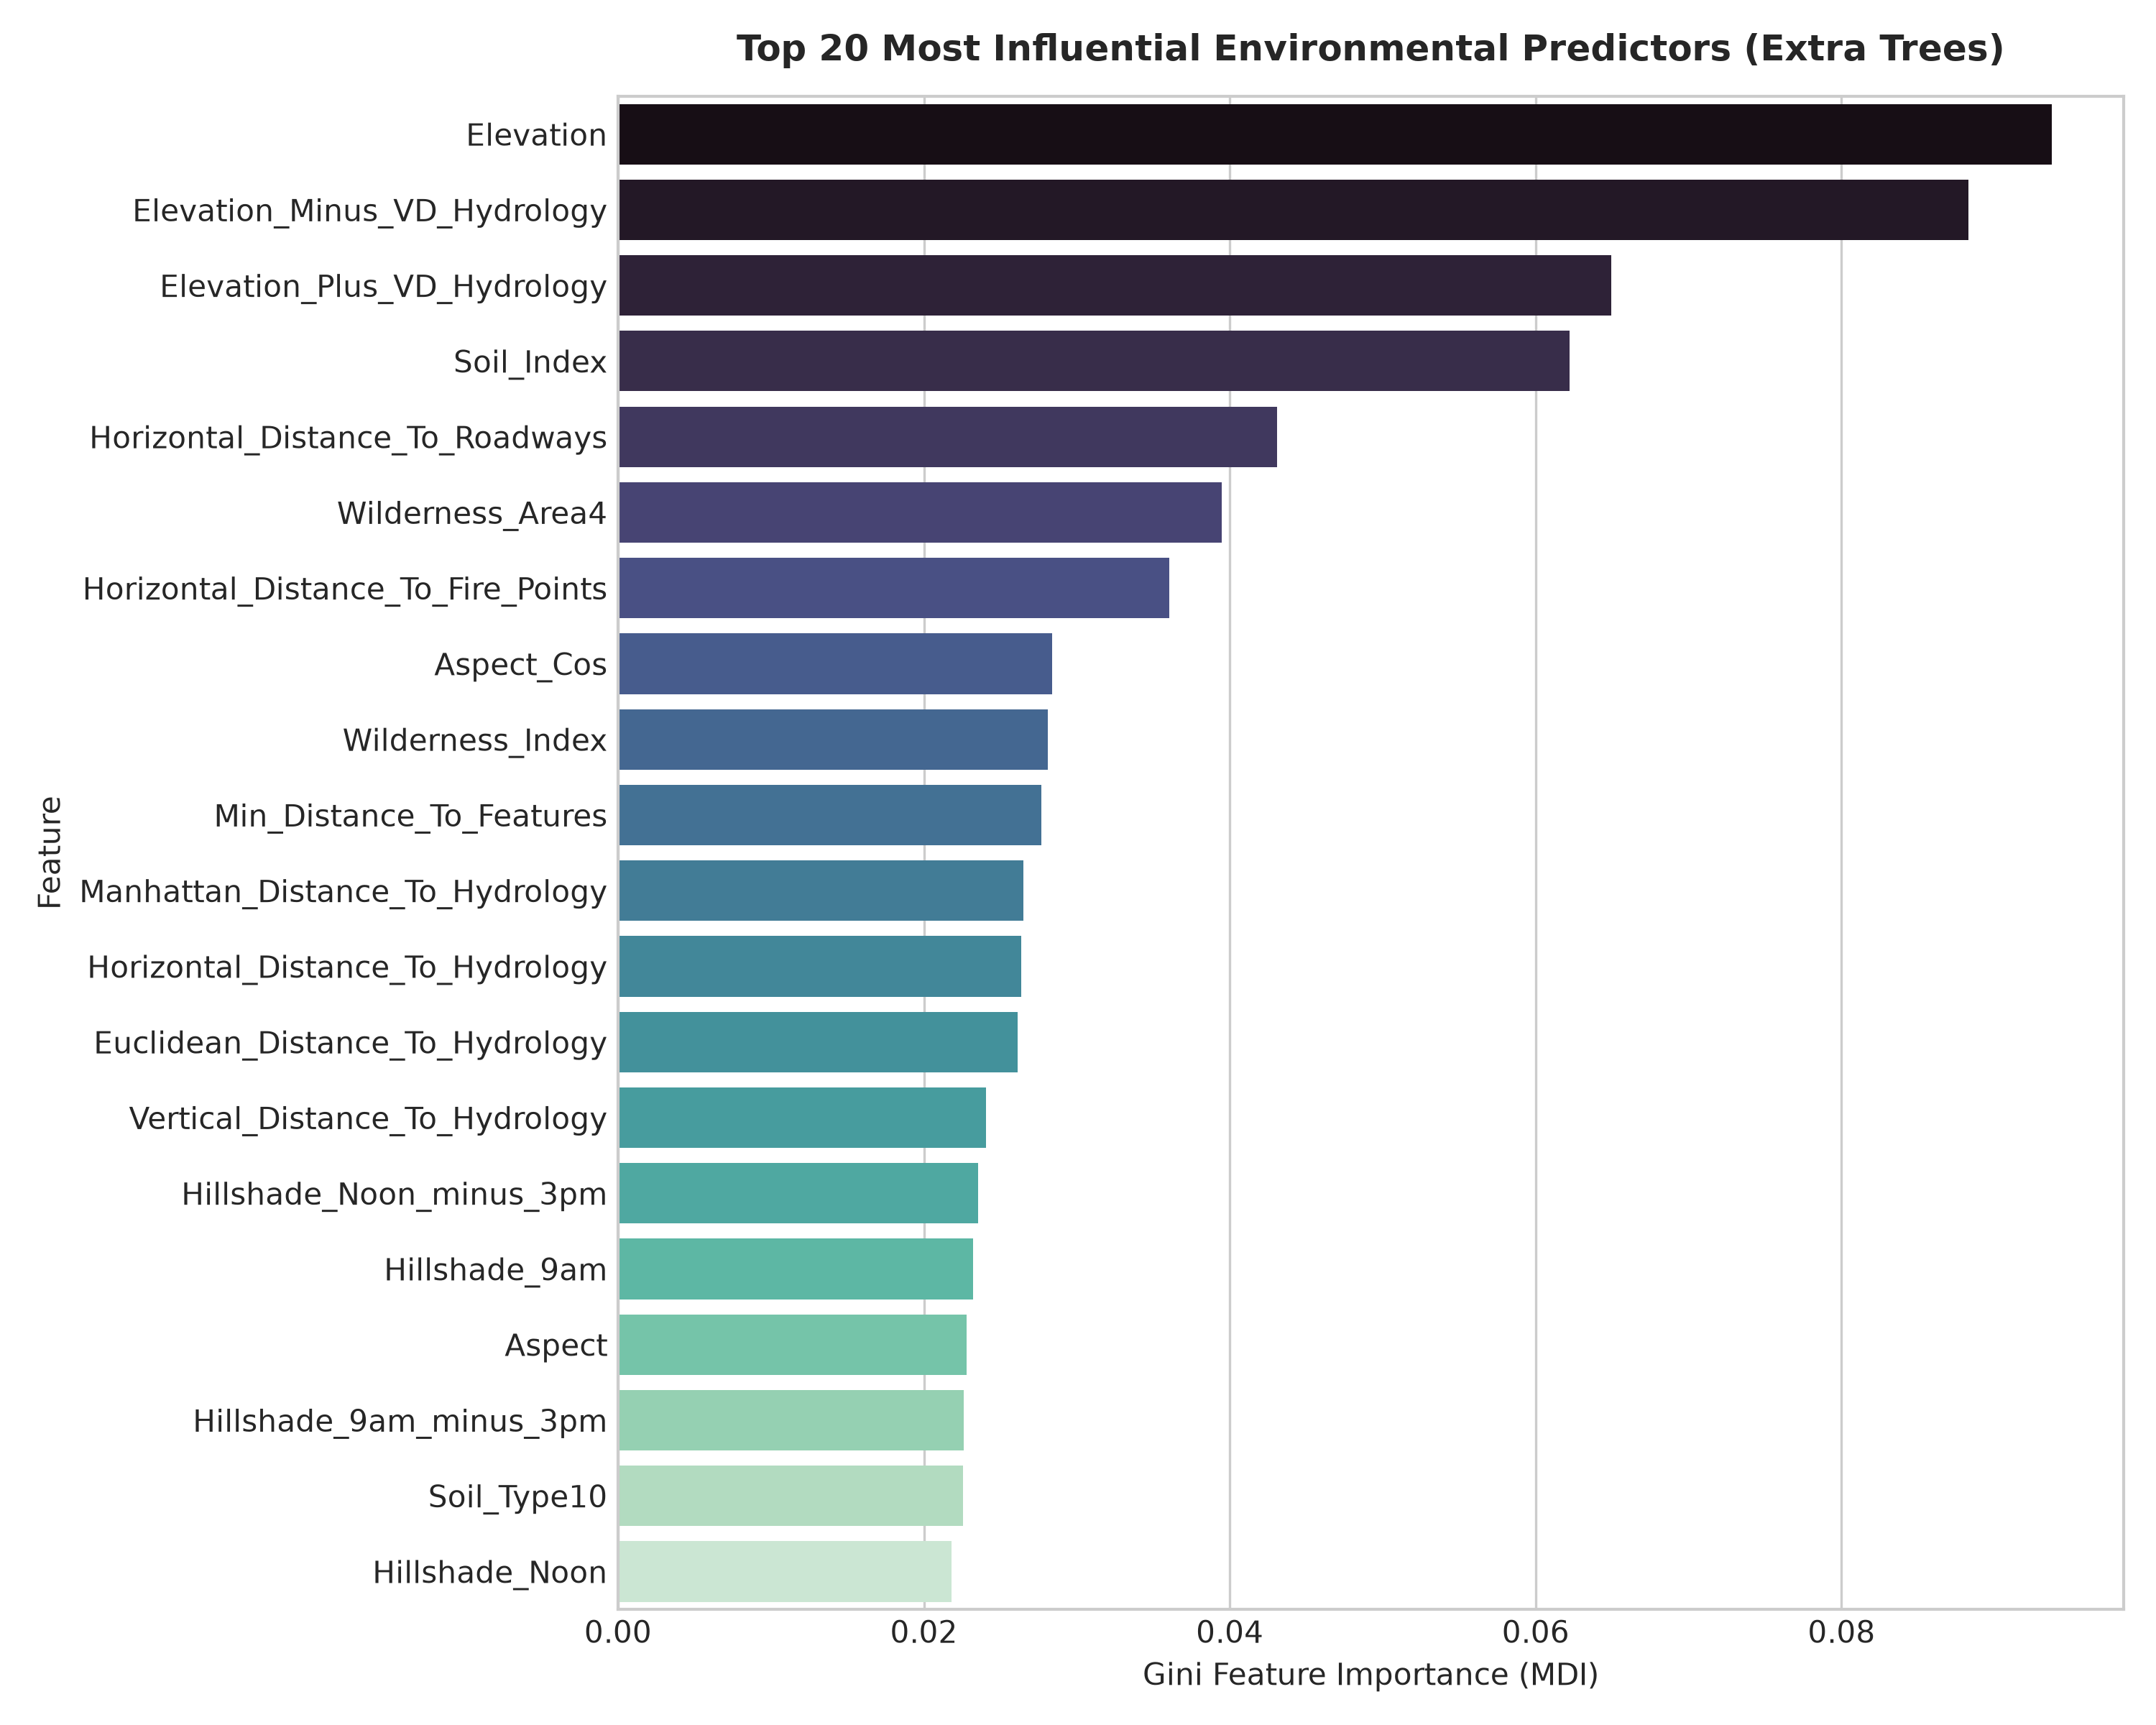 Top 20 Most Influential Environmental Predictors (Extra Trees)
Elevation
Elevation_Minus_VD_Hydrology
Elevation_Plus_VD_Hydrology
Soil_Index
Horizontal_Distance_To_Roadways
Wilderness_Area4
Horizontal_Distance_To_Fire_Points
Aspect_Cos
Wilderness_Index
Min_Distance_To_Features
Manhattan_Distance_To_Hydrology
Horizontal_Distance_To_Hydrology
Euclidean_Distance_To_Hydrology
Vertical_Distance_To_Hydrology
Hillshade_Noon_minus_3pm
Hillshade_9am
Aspect
Hillshade_9am_minus_3pm
Soil_Type10
Hillshade_Noon
Feature
0.00 0.02 0.04 0.06 0.08
Gini Feature Importance (MDI)